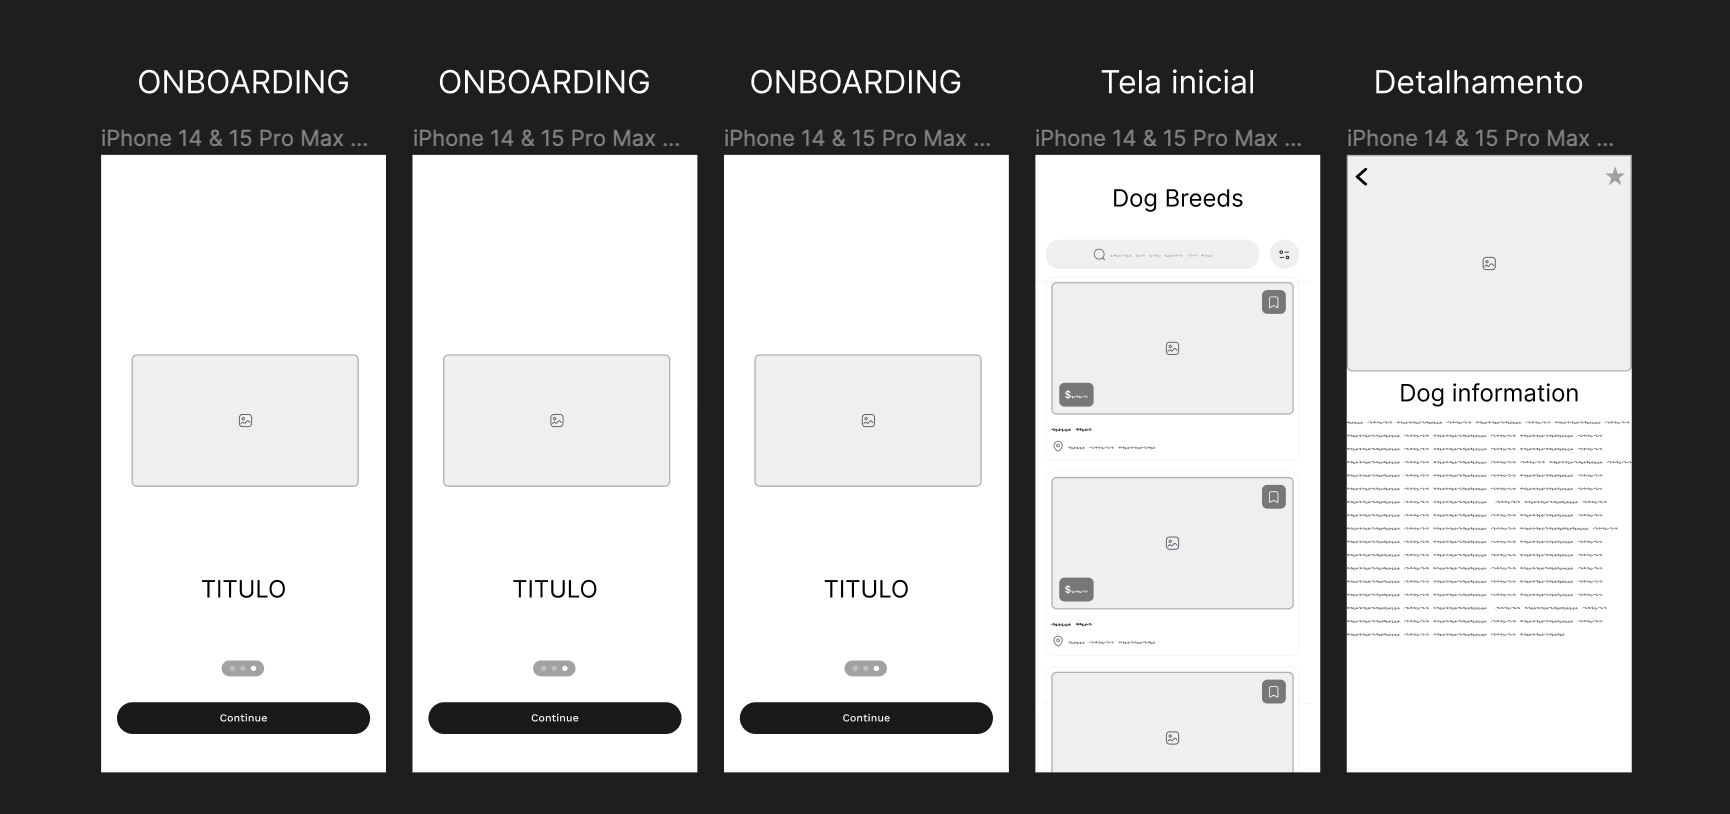 ONBOARDING
ONBOARDING
ONBOARDING
Tela inicial
Detalhamento
iPhone 14 & 15 Pro Max ...
iPhone 14 & 15 Pro Max ...
iPhone 14 & 15 Pro Max ...
iPhone 14 & 15 Pro Max ...
iPhone 14 & 15 Pro Max ...
TITULO
Continue
TITULO
Continue
TITULO
Continue
Dog Breeds
$
$
Dog information